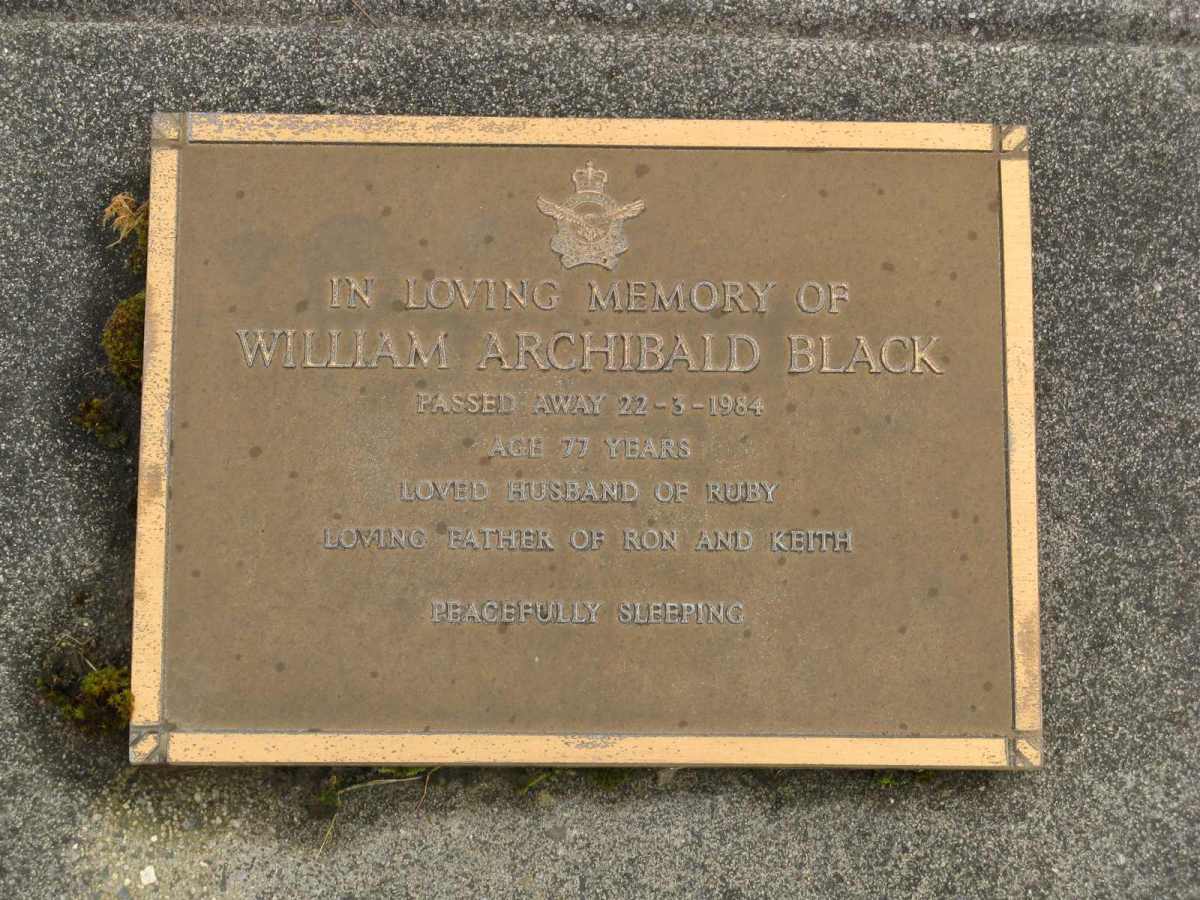 IN LOVING MEMORY OF
WILLIAM ARCHIBALD BLACK
PASSED AWAY 22-3-1984
AGE 77 YEARS
LOVED HUSBAND OF RUBY
LOVING FATHER OF RON AND KEITH
PEACEFULLY SLEEPING